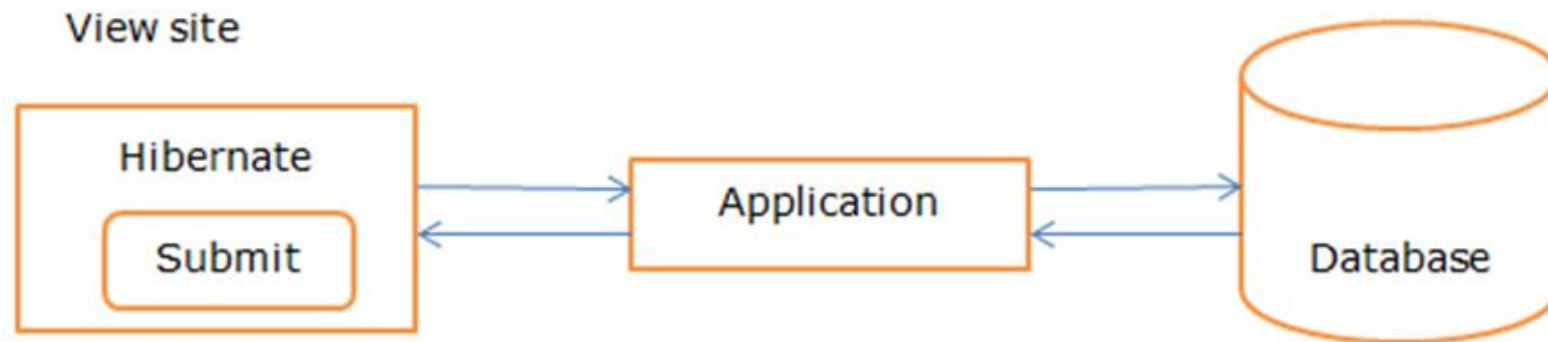 View site
Hibernate
Submit
Application
Database